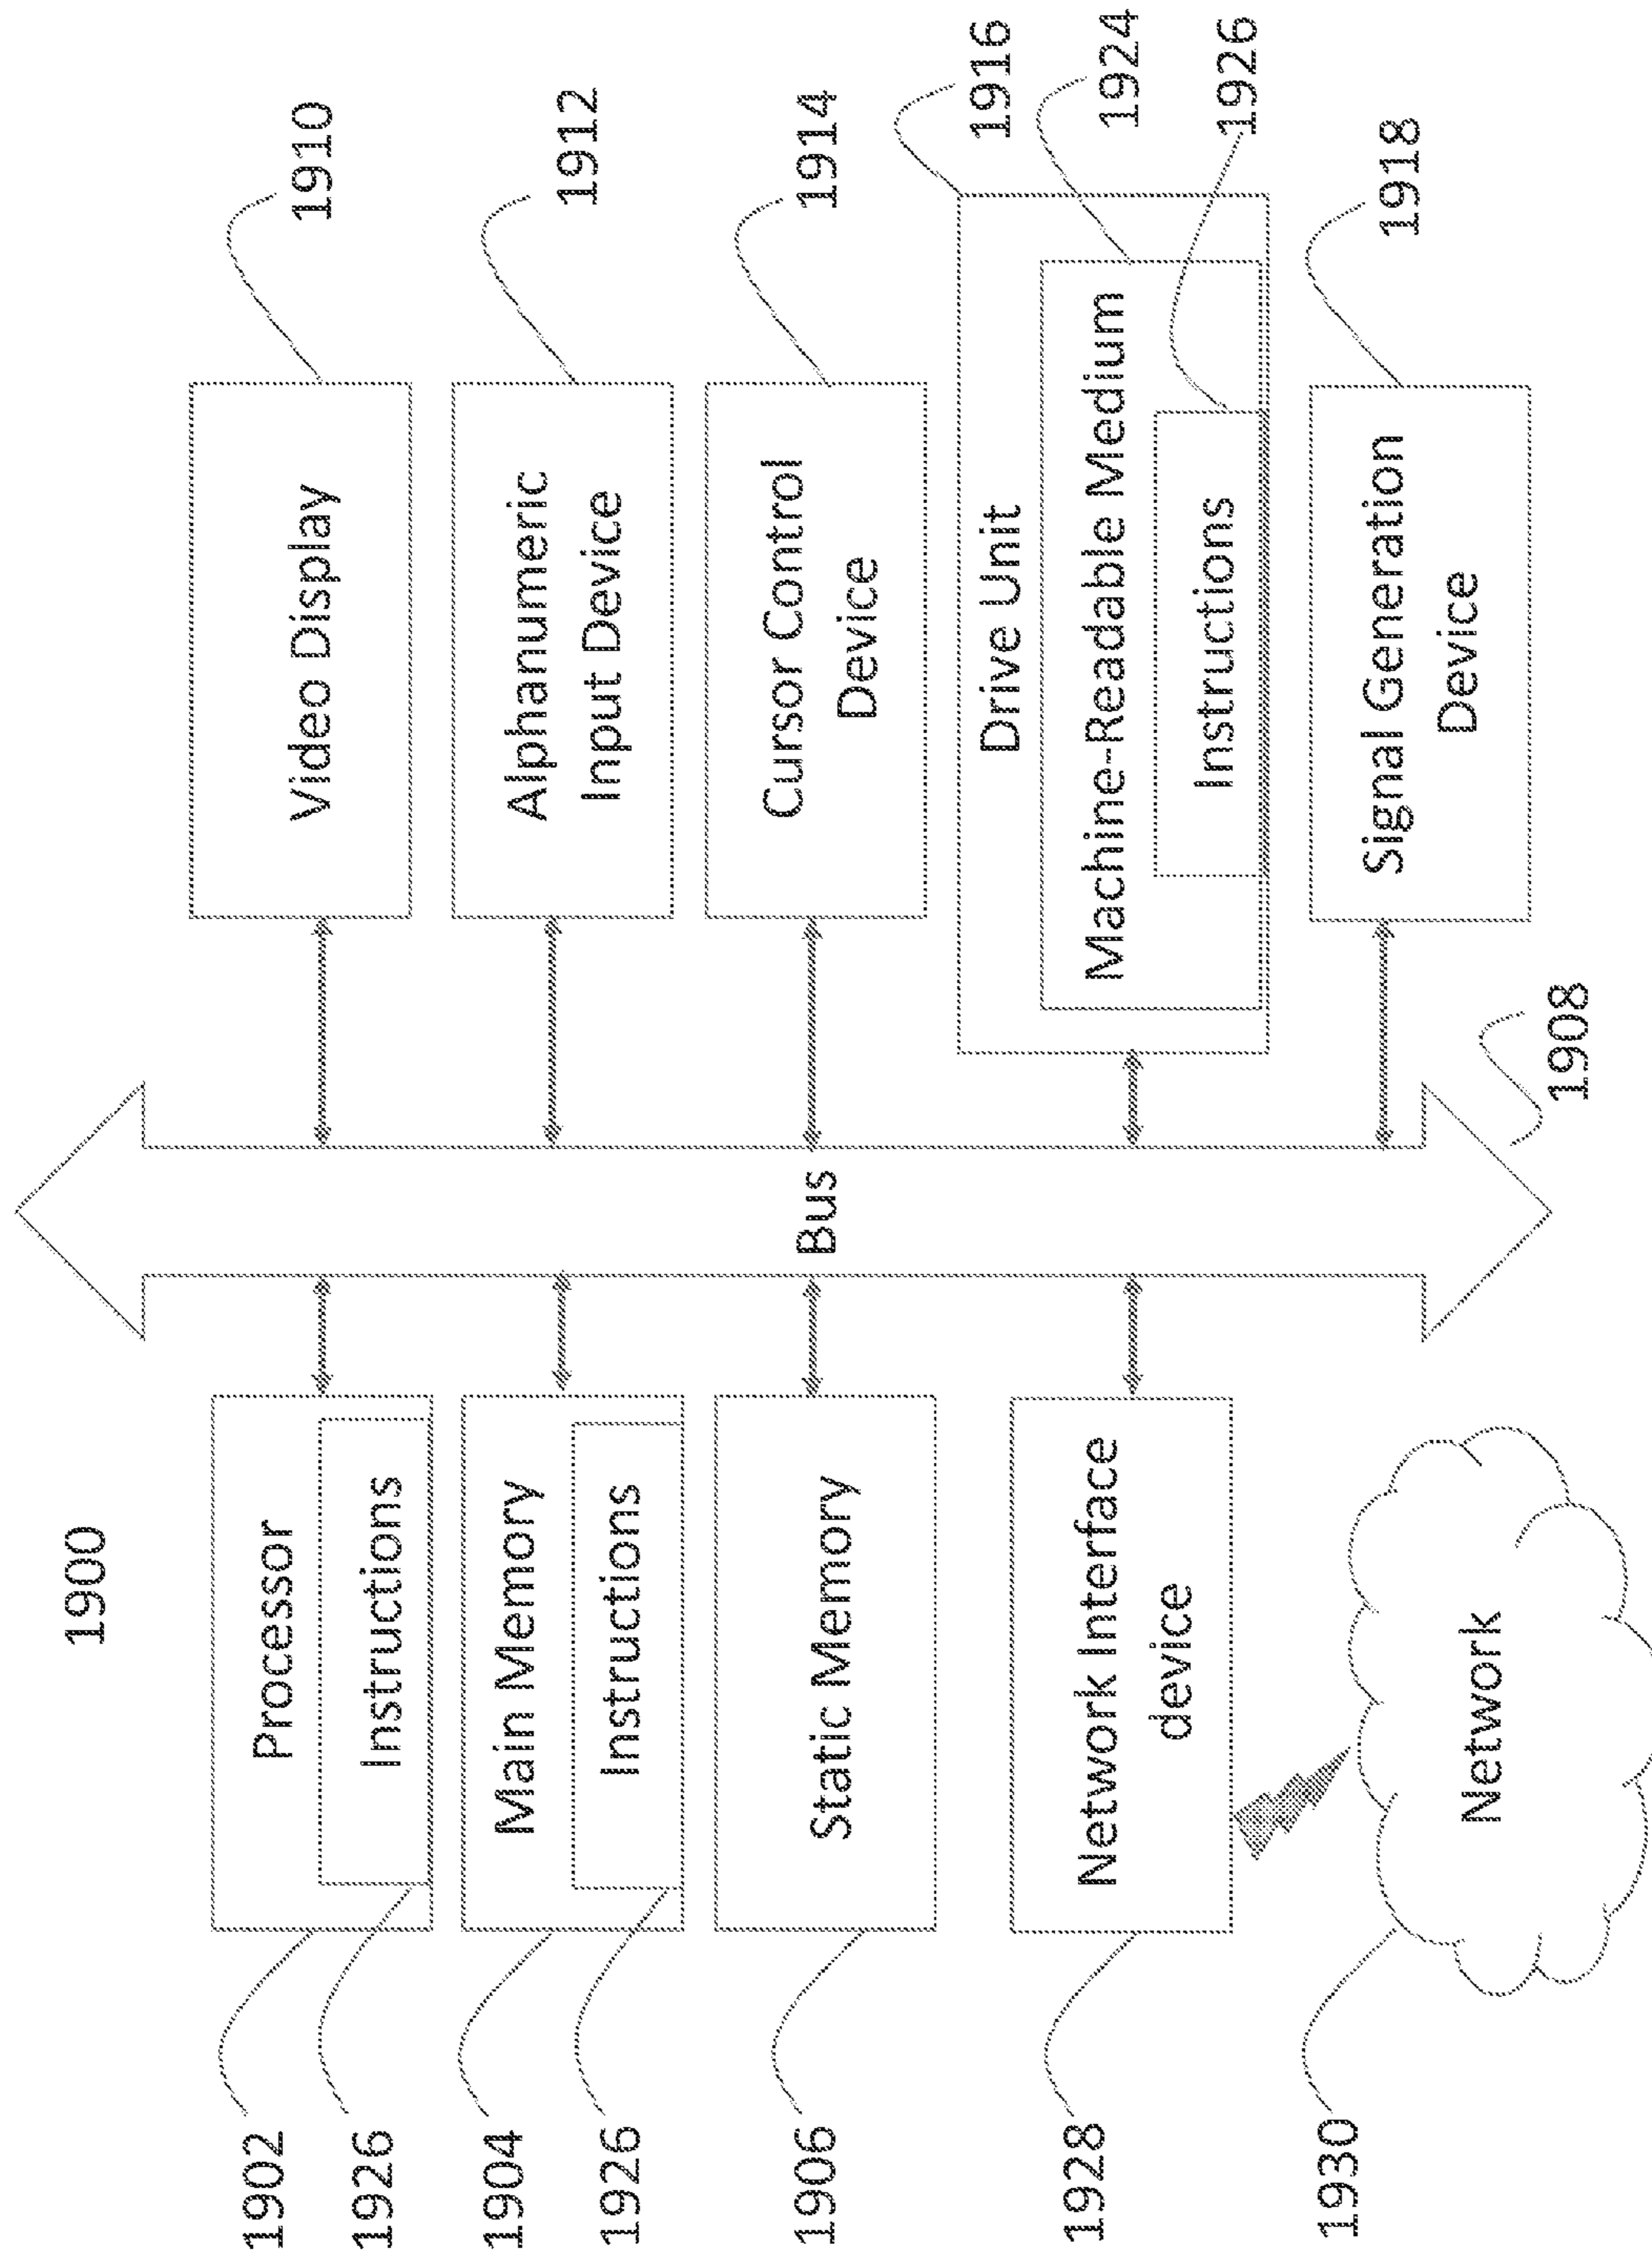 1900
1902
Processor
1926
Instructions
1904
Main Memory
1926
Instructions
1906
Static Memory
1928
Network Interface
device
1930
Network
Bus
1908
Video Display
1910
Alphanumeric
Input Device
1912
Cursor Control
Device
1914
Drive Unit
1916
Machine-Readable Medium
1924
Instructions
1926
Signal Generation
Device
1918